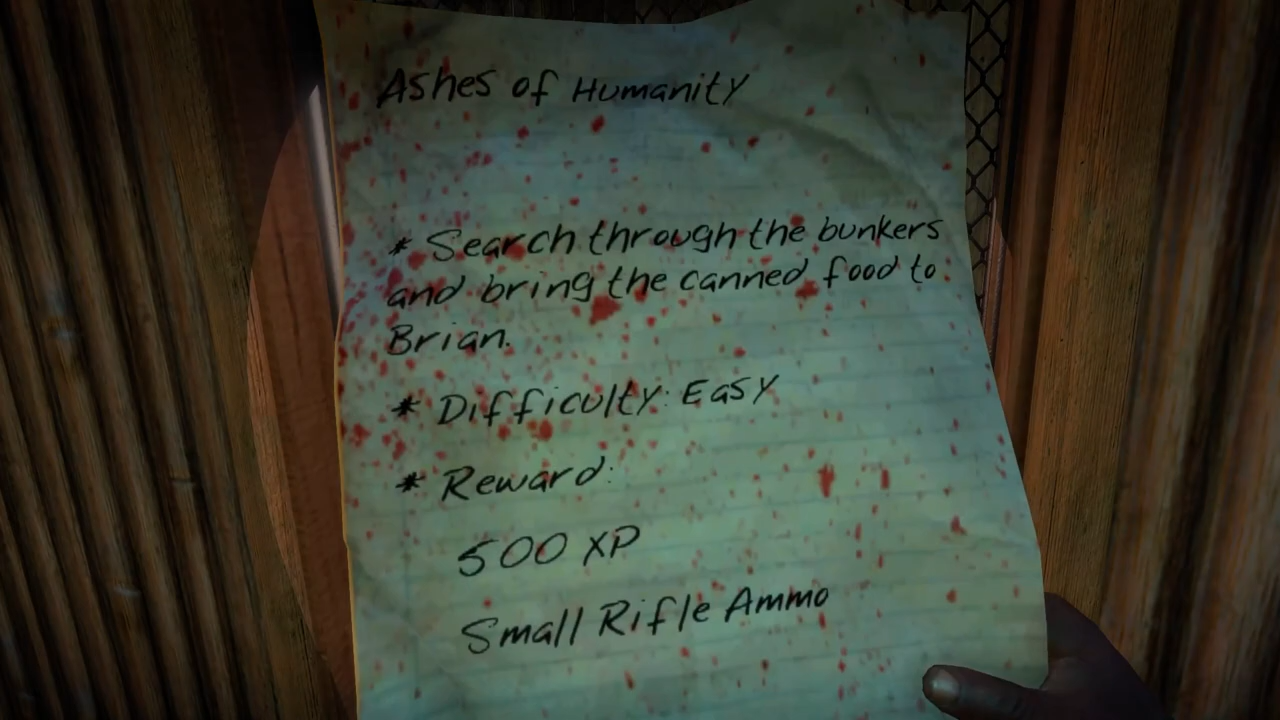 Ashes of Humanity
* Search through the bunkers
and bring the canned food to
Brian.
* Difficulty: Easy
* Reward:
500 XP
Small Rifle Ammo